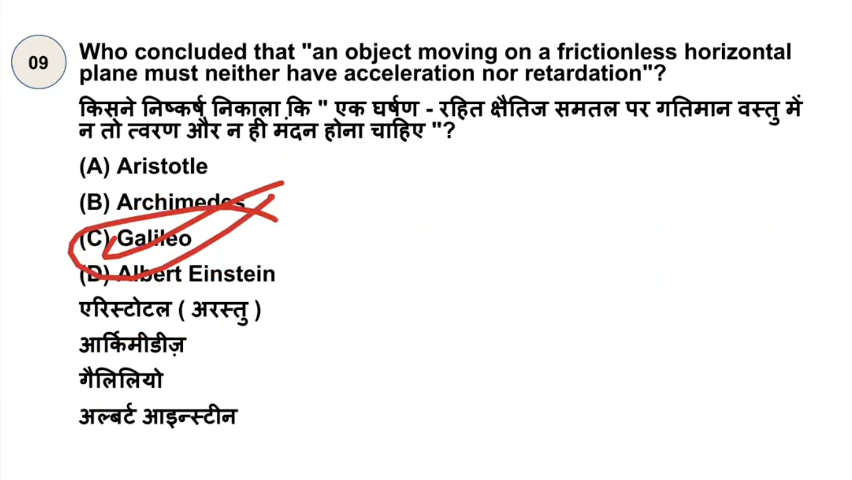 09
Who concluded that "an object moving on a frictionless horizontal
plane must neither have acceleration nor retardation"?
किसने निष्कर्ष निकाला कि " एक घर्षण - रहित क्षैतिज समतल पर गतिमान वस्तु में
न तो त्वरण और न ही मंदन होना चाहिए "?
(A) Aristotle
(B) Archimedes
(C) Galileo
(D) Albert Einstein
एरिस्टोटल ( अरस्तु )
आर्किमीडीज़
गैलिलियो
अल्बर्ट आइन्स्टीन